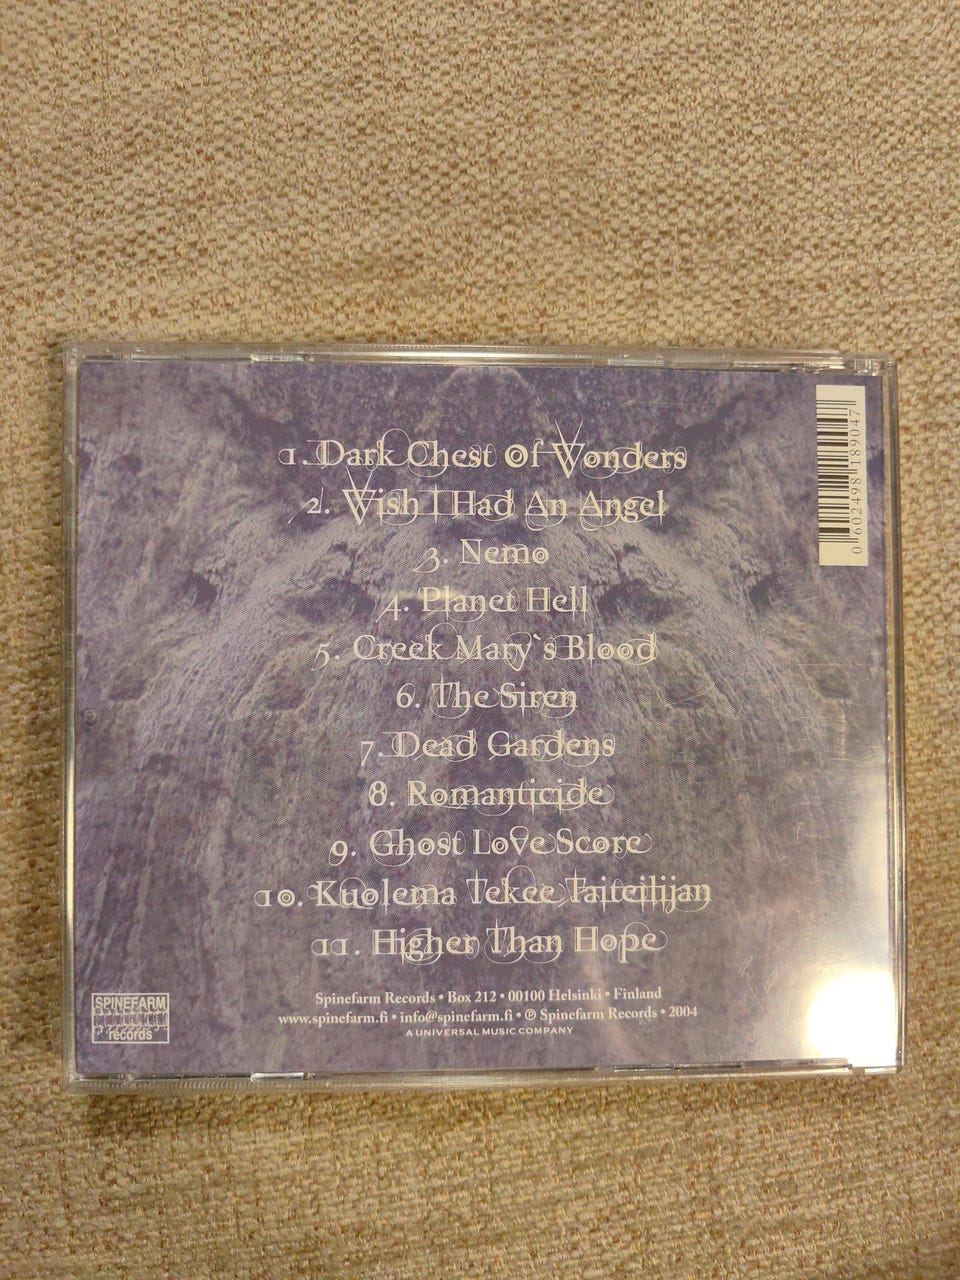 1. Dark Chest Of Wonders
2. Wish I Had An Angel
3. Nemo
4. Planet Hell
5. Creek Mary`s Blood
6. The Siren
7. Dead Gardens
8. Romanticide
9. Ghost Love Score
10. Kuolema Tekee Taiteilijan
11. Higher Than Hope
Spinefarm Records • Box 212 • 00100 Helsinki • Finland
www.spinefarm.fi • info@spinefarm.fi • ℗ Spinefarm Records • 2004
A UNIVERSAL MUSIC COMPANY
SPINEFARM
records
0 602498 189047